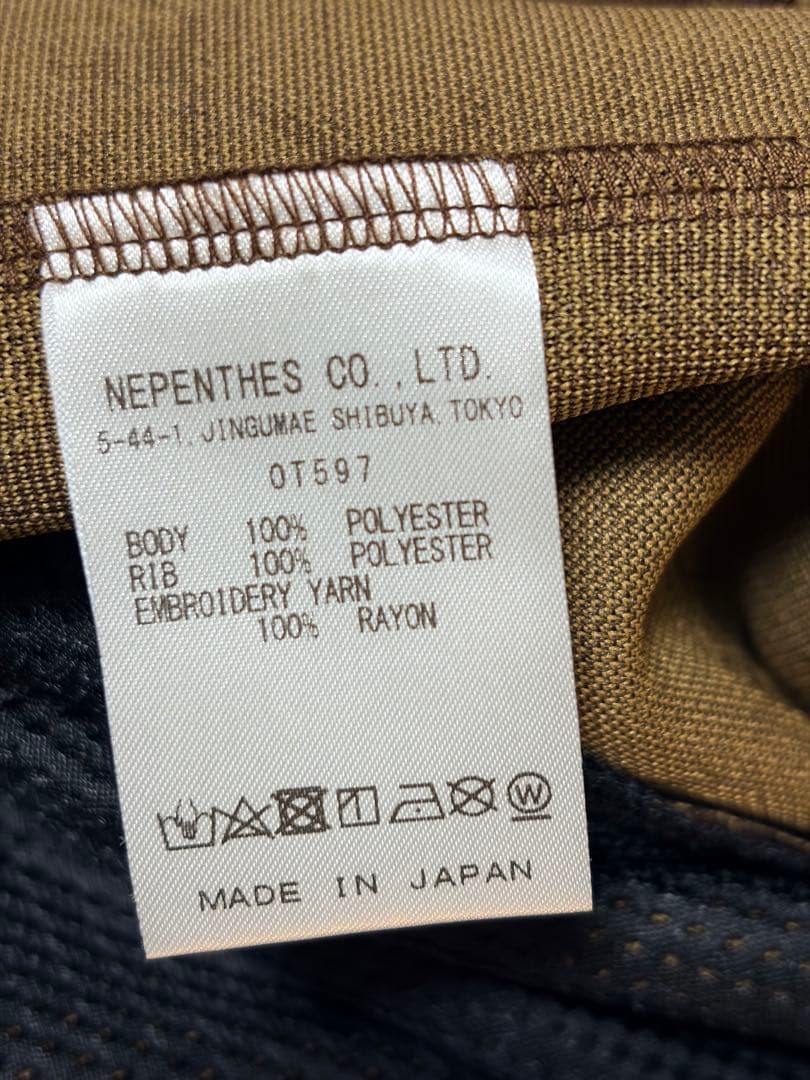 NEPENTHES CO.,LTD.
5-44-1, JINGUMAE SHIBUYA, TOKYO
OT597
BODY 100% POLYESTER
RIB 100% POLYESTER
EMBROIDERY YARN
100% RAYON
W
MADE IN JAPAN